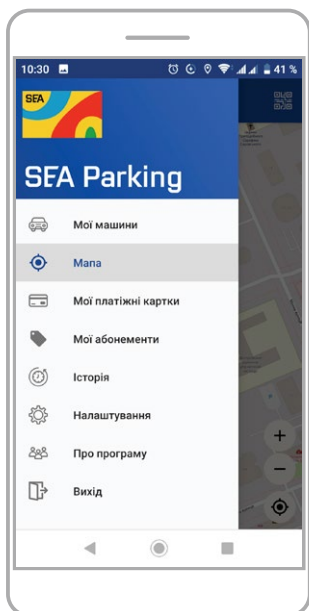 10:30 41 %
SEA
SEA Parking
Мої машини
Мапа
Мої платіжні картки
Мої абонементи
Історія
Налаштування
Про програму
Вихід